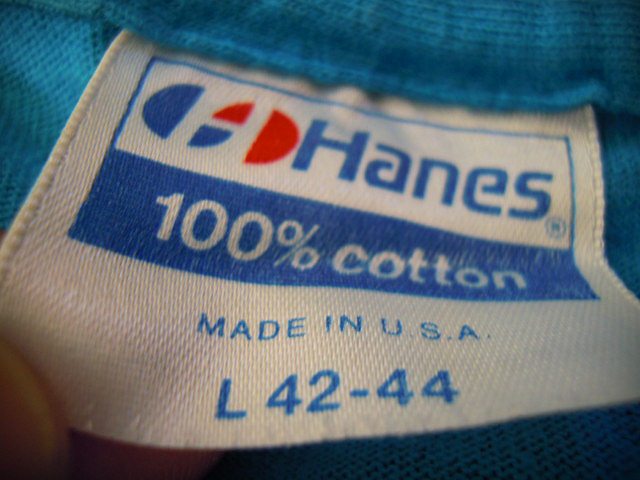 Hanes®
100% cotton
MADE IN U.S.A.
L 42-44